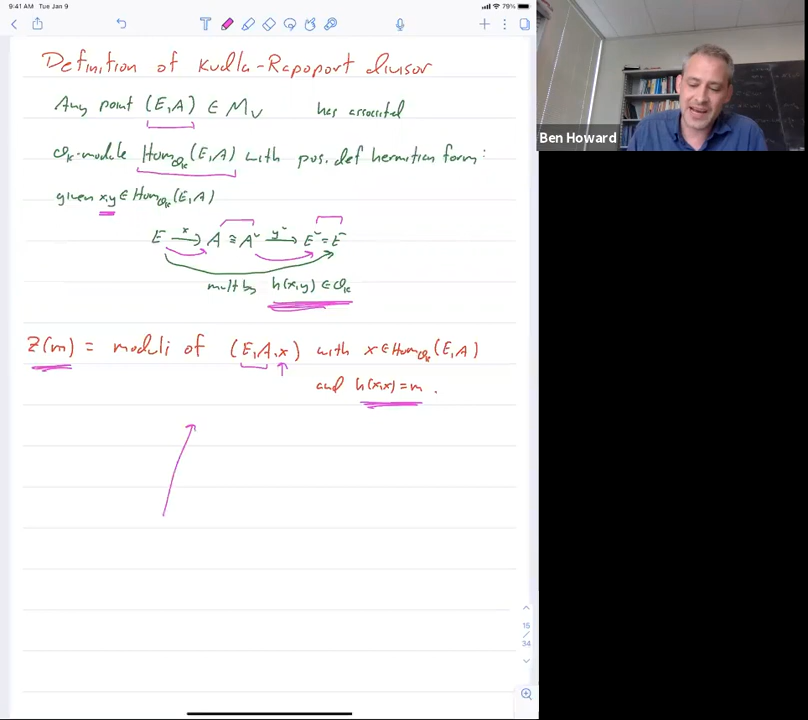 9:41 AM Tue Jan 9
79%
Definition of Kudla-Rapoport divisor
Any point (E,A) ∈ M_V has associated
O_k-module Hom_{O_k}(E,A) with pos. def hermitian form:
given x,y ∈ Hom_{O_k}(E,A)
E →^x A ≅ A^∨ →^{y^∨} E^∨ = E
mult by h(x,y) ∈ O_k
Z(m) = moduli of (E,A,x) with x ∈ Hom_{O_k}(E,A)
and h(x,x) = m .
15
/
34
Ben Howard